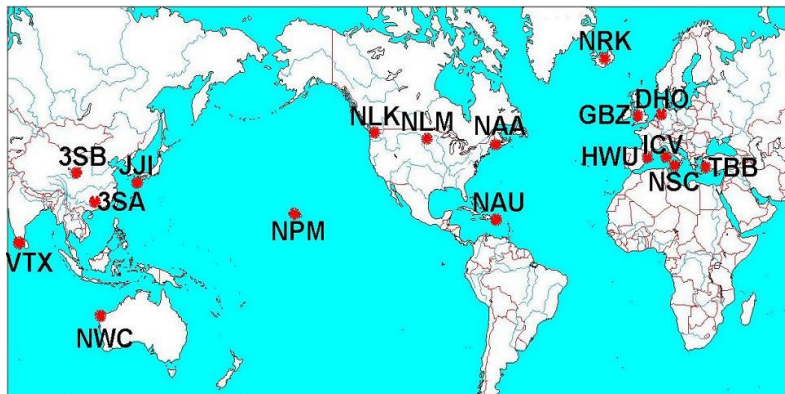 NRK
DHO
GBZ
NLK
NLM
NAA
ICV
3SB
JJI
HWU
TBB
NSC
3SA
NAU
NPM
VTX
NWC